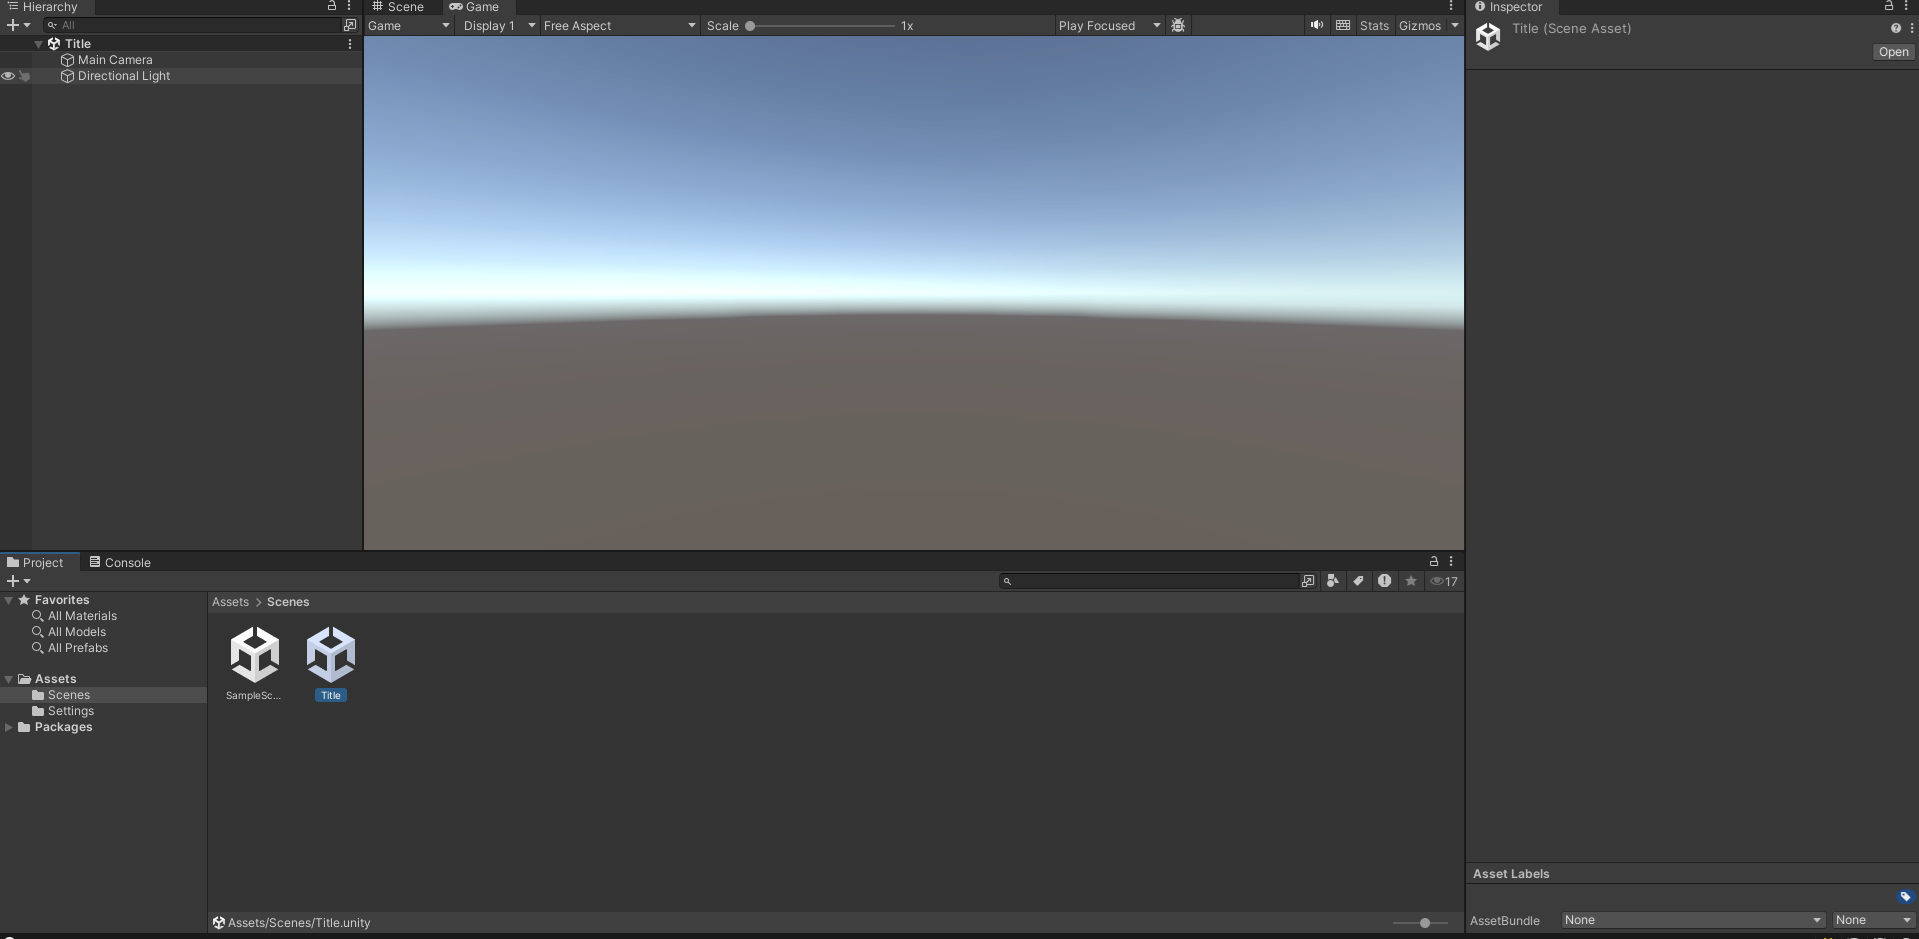 Hierarchy
All
Title
Main Camera
Directional Light
Scene
Game
Game
Display 1
Free Aspect
Scale
1x
Play Focused
Stats
Gizmos
Inspector
Title (Scene Asset)
Open
Project
Console
17
Favorites
All Materials
All Models
All Prefabs
Assets
Scenes
Settings
Packages
Assets > Scenes
SampleSc...
Title
Assets/Scenes/Title.unity
Asset Labels
AssetBundle
None
None